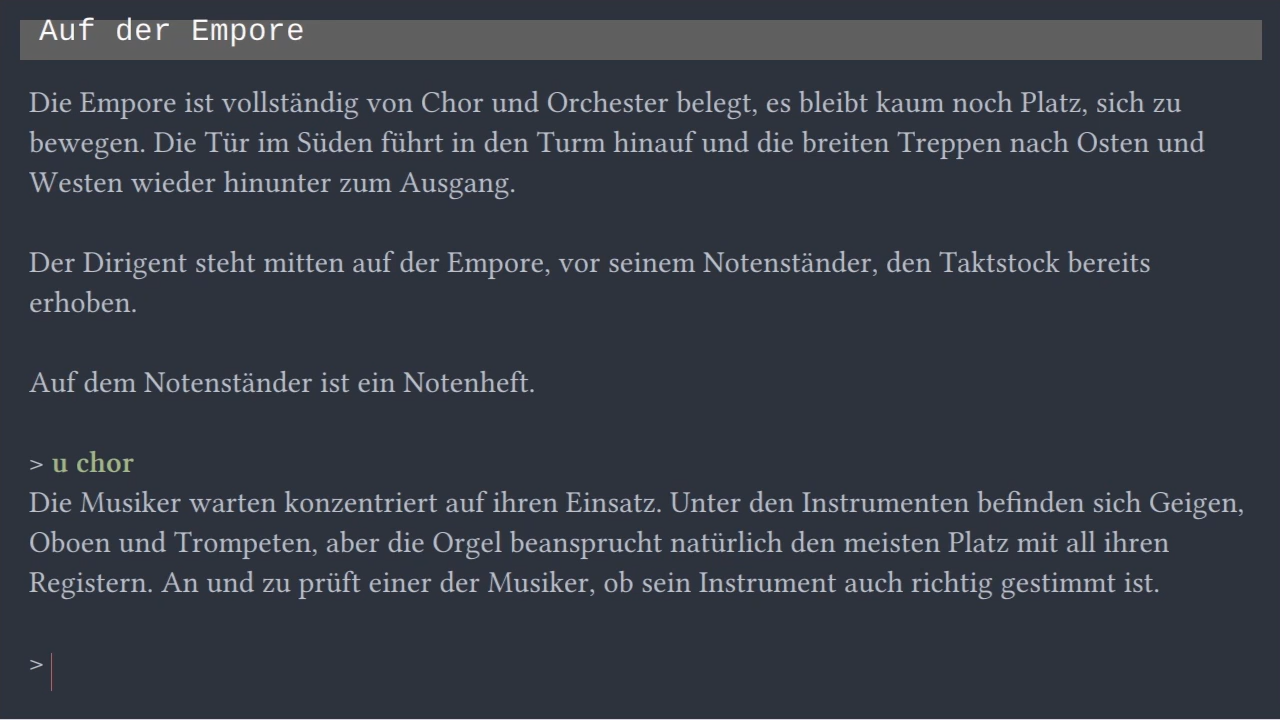 Auf der Empore
Die Empore ist vollständig von Chor und Orchester belegt, es bleibt kaum noch Platz, sich zu
bewegen. Die Tür im Süden führt in den Turm hinauf und die breiten Treppen nach Osten und
Westen wieder hinunter zum Ausgang.
Der Dirigent steht mitten auf der Empore, vor seinem Notenständer, den Taktstock bereits
erhoben.
Auf dem Notenständer ist ein Notenheft.
> u chor
Die Musiker warten konzentriert auf ihren Einsatz. Unter den Instrumenten befinden sich Geigen,
Oboen und Trompeten, aber die Orgel beansprucht natürlich den meisten Platz mit all ihren
Registern. An und zu prüft einer der Musiker, ob sein Instrument auch richtig gestimmt ist.
>